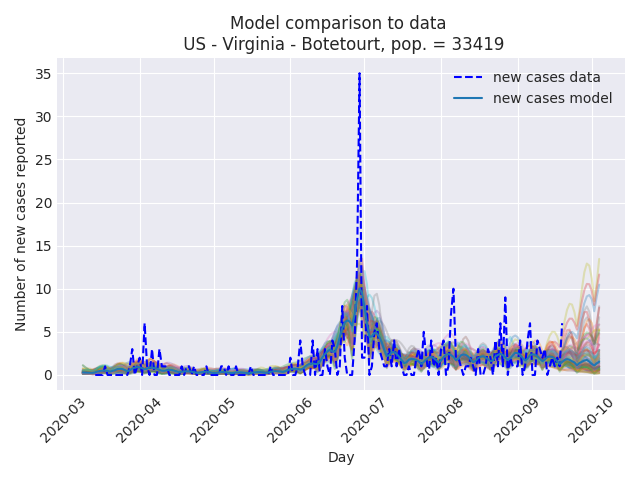 Model comparison to data
US - Virginia - Botetourt, pop. = 33419
new cases data
new cases model
Number of new cases reported
35
30
25
20
15
10
5
0
2020-03
2020-04
2020-05
2020-06
2020-07
2020-08
2020-09
2020-10
Day